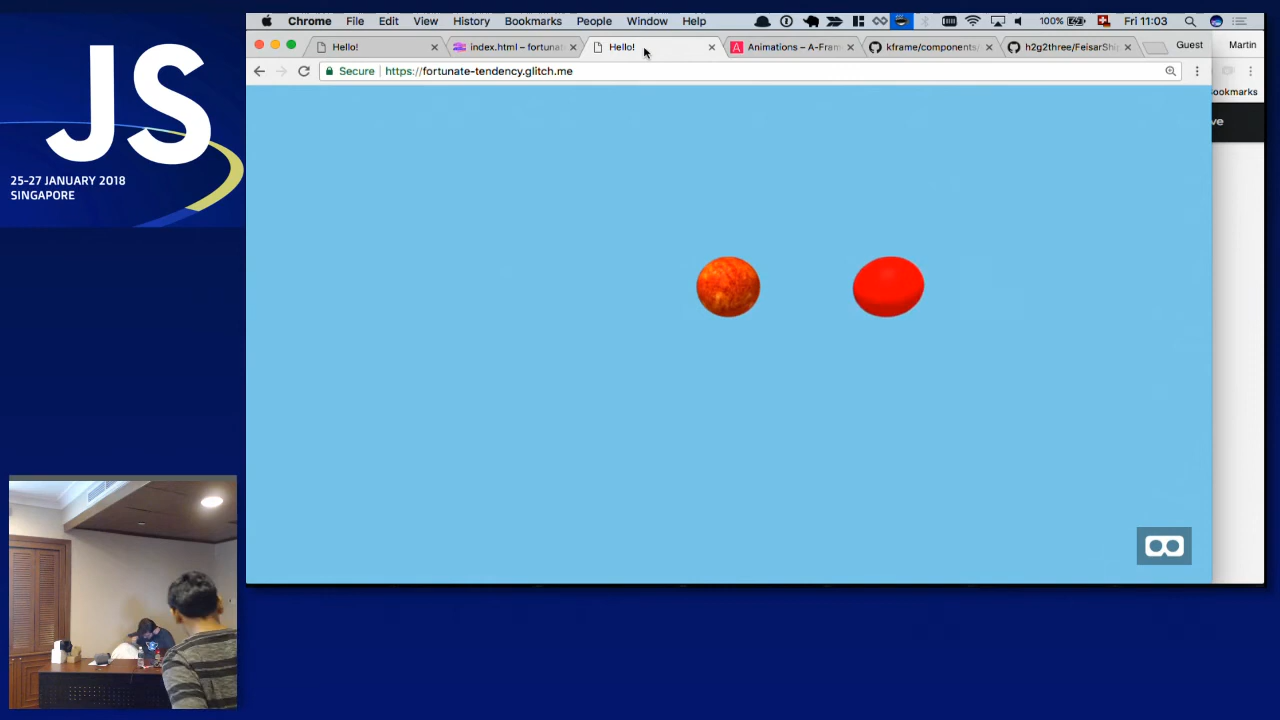 JS
25-27 JANUARY 2018
SINGAPORE
Chrome File Edit View History Bookmarks People Window Help
100%
Fri 11:03
Hello!
index.html – fortunat
Hello!
Animations – A-Fram
kframe/components/
h2g2three/FeisarShi
Guest
Martin
Secure
https://fortunate-tendency.glitch.me
ookmarks
ve